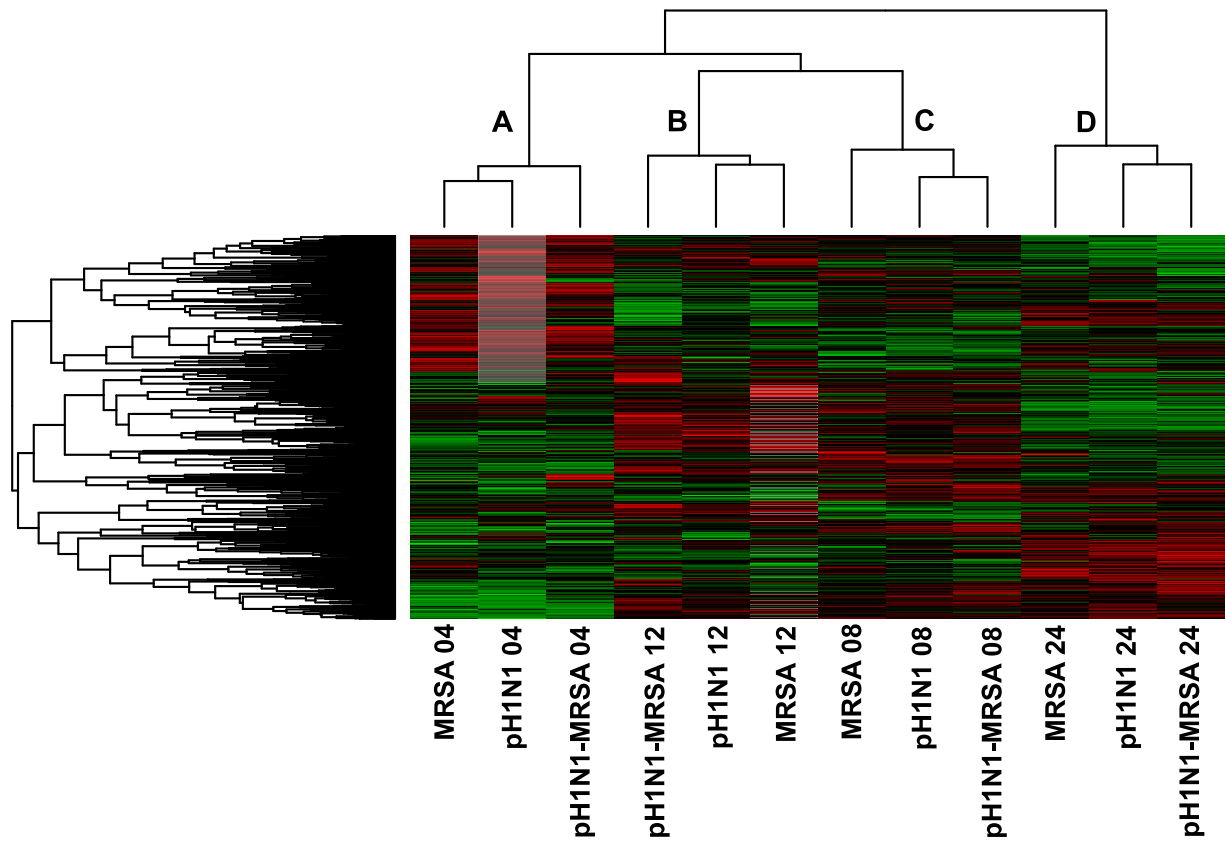 A
B
C
D
MRSA 04
pH1N1 04
pH1N1-MRSA 04
pH1N1-MRSA 12
pH1N1 12
MRSA 12
MRSA 08
pH1N1 08
pH1N1-MRSA 08
MRSA 24
pH1N1 24
pH1N1-MRSA 24